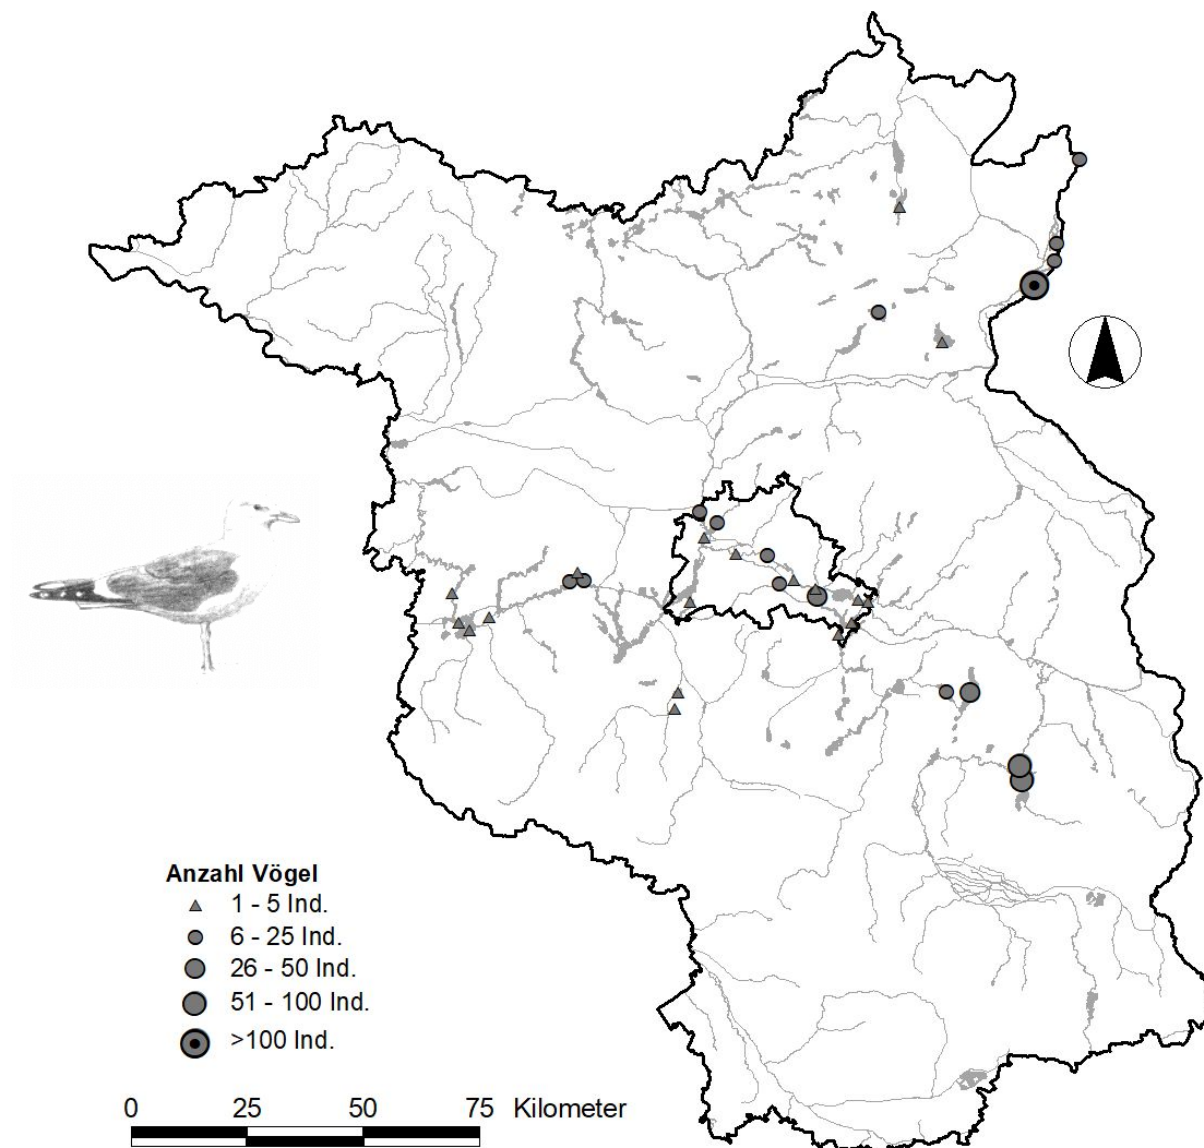 Anzahl Vögel
1 - 5 Ind.
6 - 25 Ind.
26 - 50 Ind.
51 - 100 Ind.
>100 Ind.
0 25 50 75 Kilometer